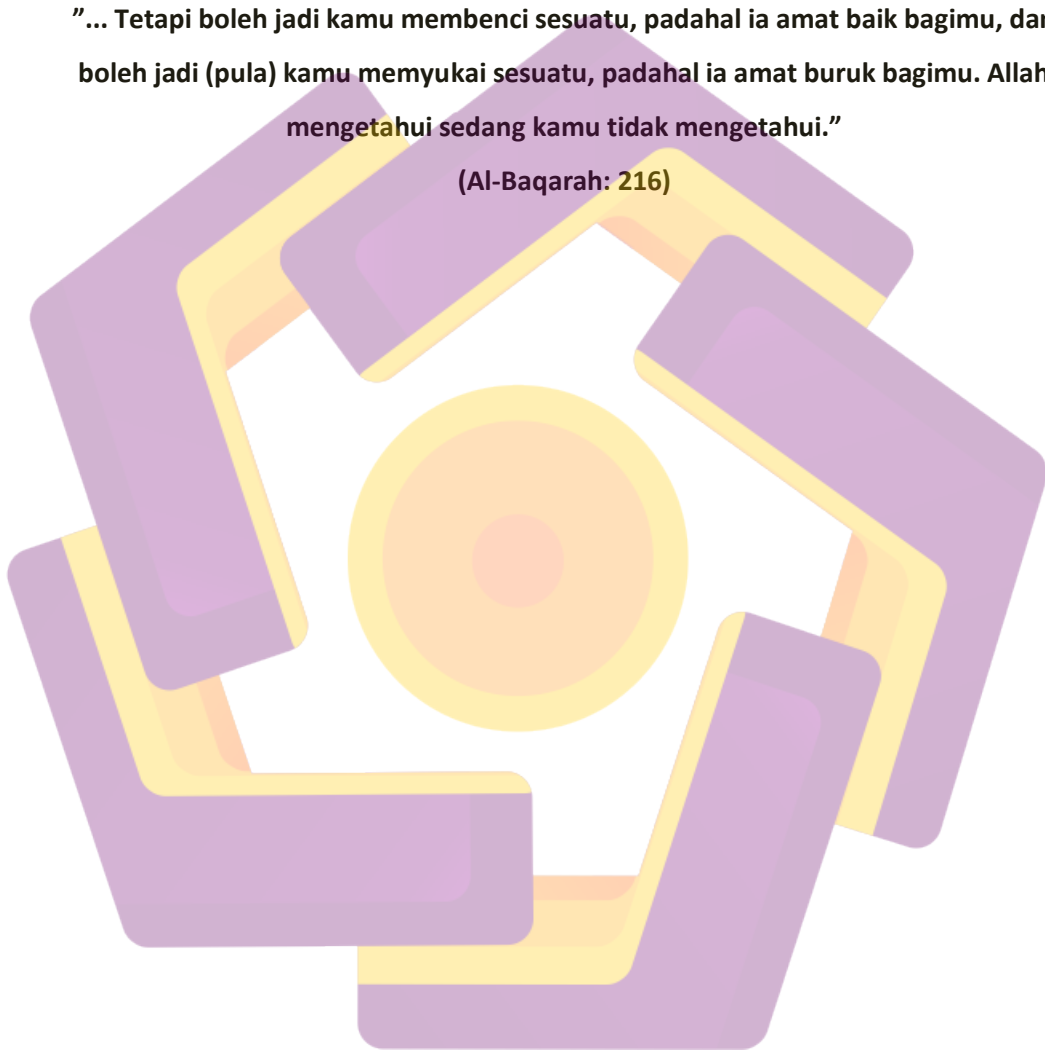 ”... Tetapi boleh jadi kamu membenci sesuatu, padahal ia amat baik bagimu, dan
boleh jadi (pula) kamu memyukai sesuatu, padahal ia amat buruk bagimu. Allah
mengetahui sedang kamu tidak mengetahui.”
(Al-Baqarah: 216)